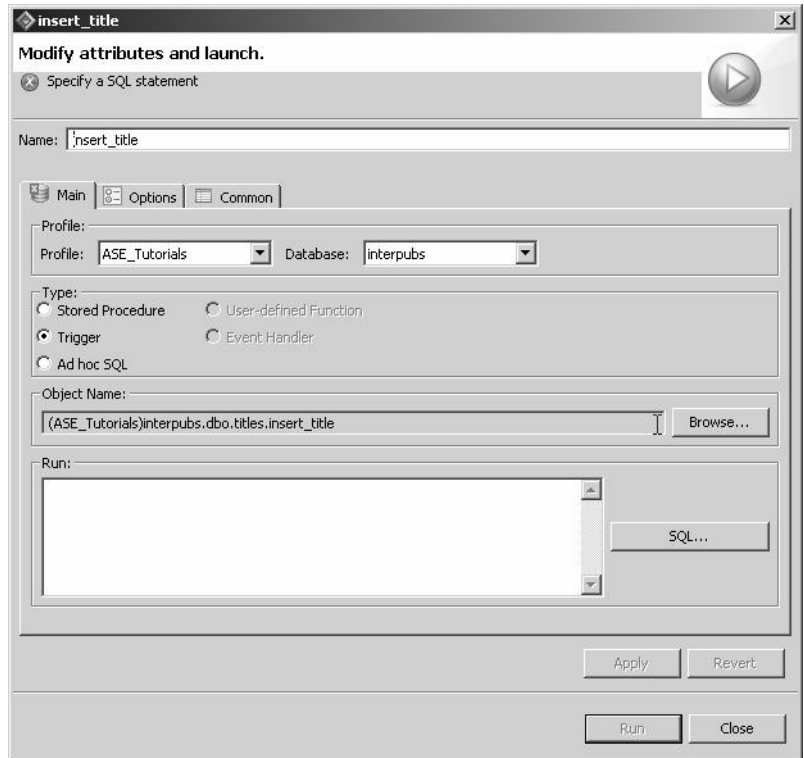 insert_title
Modify attributes and launch.
Specify a SQL statement
Name: insert_title
Main Options Common
Profile:
Profile: ASE_Tutorials Database: interpubs
Type:
Stored Procedure User-defined Function
Trigger Event Handler
Ad hoc SQL
Object Name:
(ASE_Tutorials)interpubs.dbo.titles.insert_title Browse...
Run:
SQL...
Apply Revert
Run Close